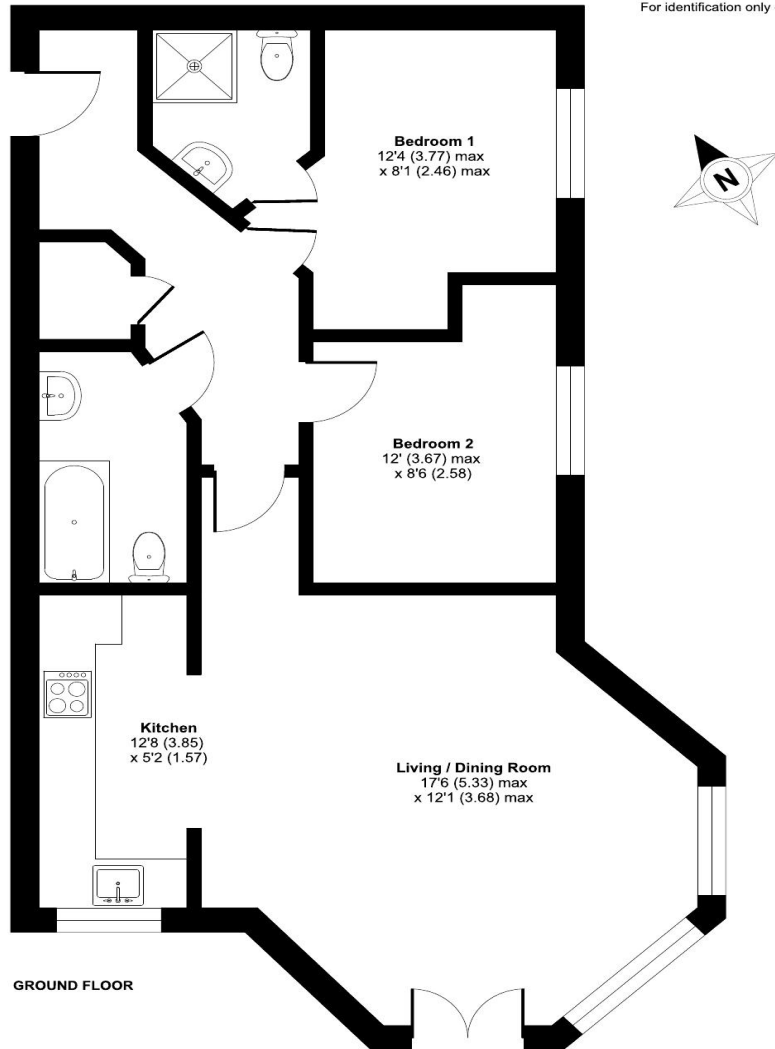 For identification only
Bedroom 1
12'4 (3.77) max
x 8'1 (2.46) max
N
Bedroom 2
12' (3.67) max
x 8'6 (2.58)
Kitchen
12'8 (3.85)
x 5'2 (1.57)
Living / Dining Room
17'6 (5.33) max
x 12'1 (3.68) max
GROUND FLOOR